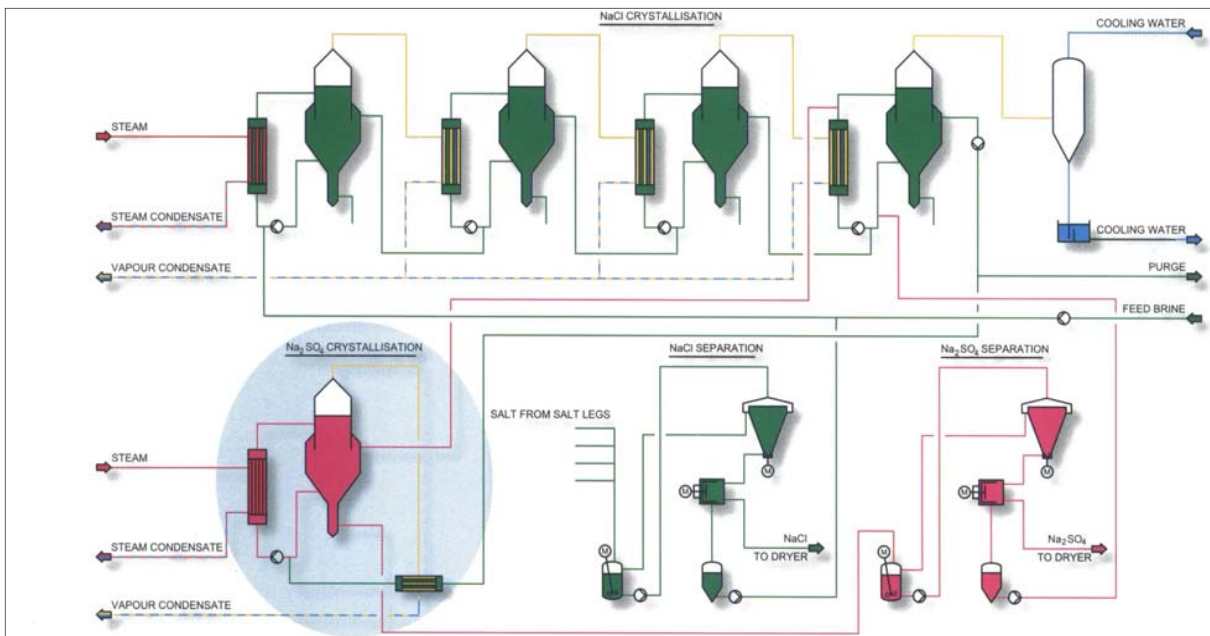 NaCl CRYSTALLISATION
COOLING WATER
STEAM
STEAM CONDENSATE
COOLING WATER
VAPOUR CONDENSATE
PURGE
FEED BRINE
Na₂SO₄ CRYSTALLISATION
NaCl SEPARATION
Na₂SO₄ SEPARATION
SALT FROM SALT LEGS
STEAM
M
M
M
M
STEAM CONDENSATE
NaCl
TO DRYER
Na₂SO₄
TO DRYER
M
M
VAPOUR CONDENSATE